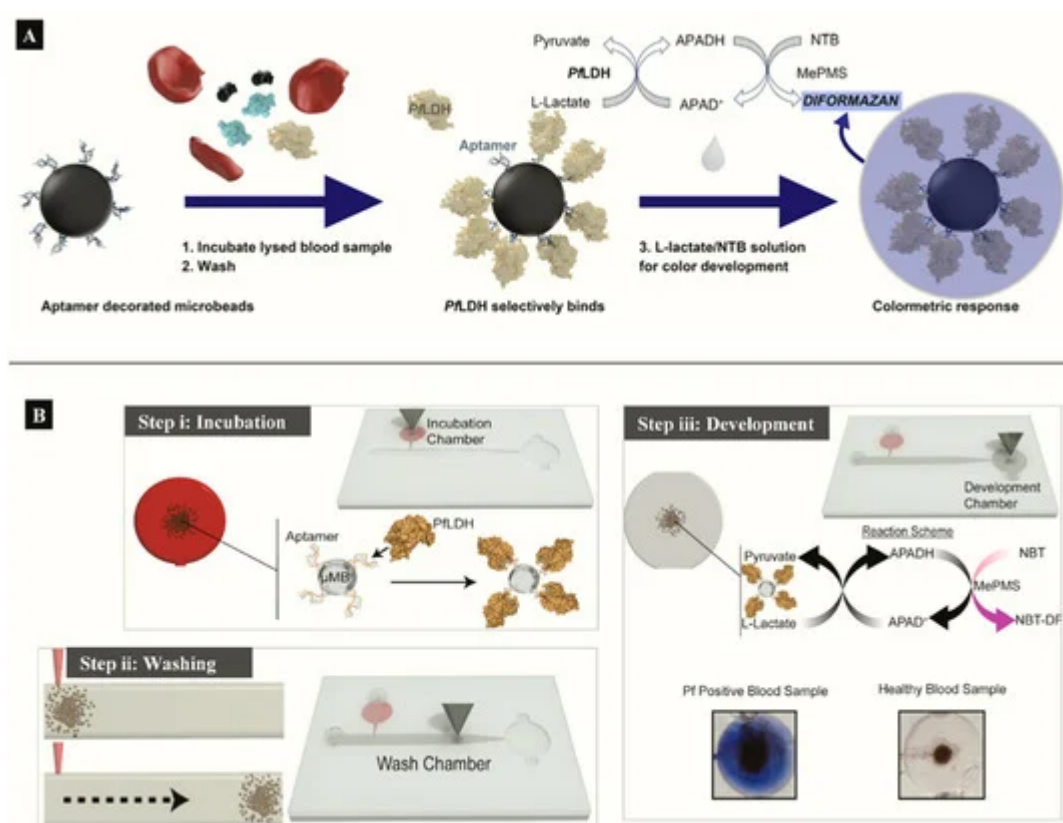 A
Pyruvate
APADH
NTB
PfLDH
MePMS
L-Lactate
APAD⁺
DIFORMAZAN
PfLDH
Aptamer
1. Incubate lysed blood sample
2. Wash
3. L-lactate/NTB solution
for color development
Aptamer decorated microbeads
PfLDH selectively binds
Colormetric response
B
Step i: Incubation
Incubation
Chamber
Aptamer
PfLDH
µMB
Step ii: Washing
Wash Chamber
Step iii: Development
Development
Chamber
Reaction Scheme
Pyruvate
APADH
NBT
MePMS
L-Lactate
APAD⁺
NBT-DF
Pf Positive Blood Sample
Healthy Blood Sample